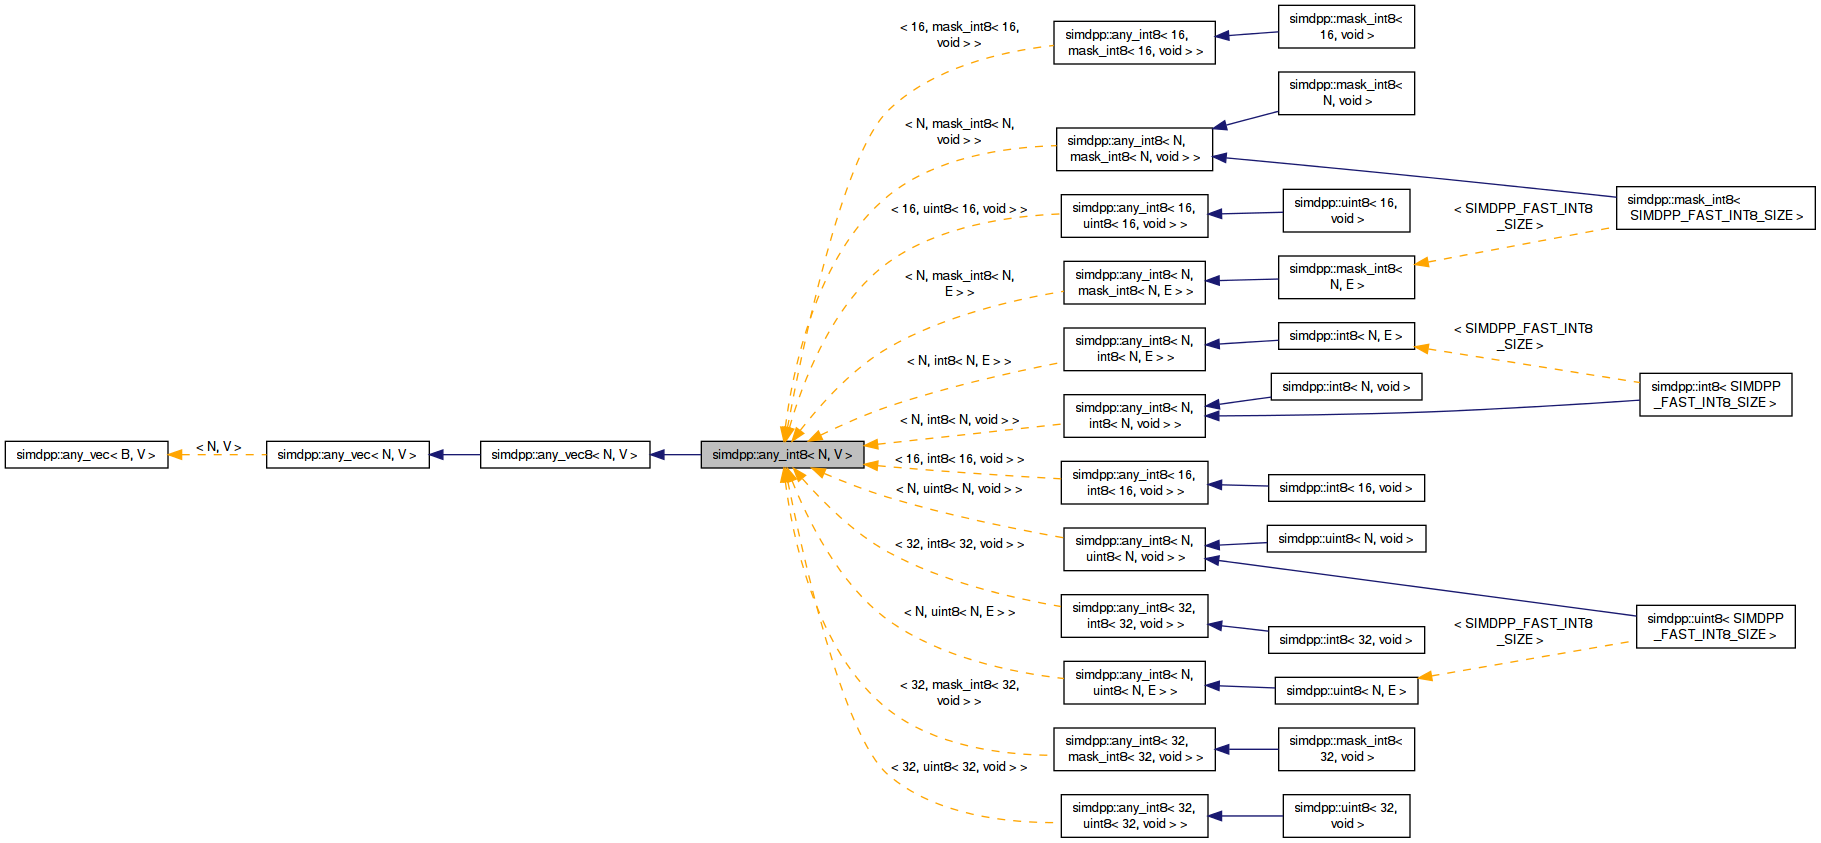 simdpp::any_vec< B, V >
< N, V >
simdpp::any_vec< N, V >
simdpp::any_vec8< N, V >
simdpp::any_int8< N, V >
< 16, mask_int8< 16,
void > >
simdpp::any_int8< 16,
mask_int8< 16, void > >
simdpp::mask_int8<
16, void >
< N, mask_int8< N,
void > >
simdpp::any_int8< N,
mask_int8< N, void > >
simdpp::mask_int8<
N, void >
simdpp::mask_int8<
SIMDPP_FAST_INT8_SIZE >
< 16, uint8< 16, void > >
simdpp::any_int8< 16,
uint8< 16, void > >
simdpp::uint8< 16,
void >
< SIMDPP_FAST_INT8
_SIZE >
< N, mask_int8< N,
E > >
simdpp::any_int8< N,
mask_int8< N, E > >
simdpp::mask_int8<
N, E >
< N, int8< N, E > >
simdpp::any_int8< N,
int8< N, E > >
simdpp::int8< N, E >
< SIMDPP_FAST_INT8
_SIZE >
simdpp::int8< SIMDPP
_FAST_INT8_SIZE >
< N, int8< N, void > >
simdpp::any_int8< N,
int8< N, void > >
simdpp::int8< N, void >
< 16, int8< 16, void > >
simdpp::any_int8< 16,
int8< 16, void > >
simdpp::int8< 16, void >
< N, uint8< N, void > >
simdpp::any_int8< N,
uint8< N, void > >
simdpp::uint8< N, void >
< 32, int8< 32, void > >
simdpp::any_int8< 32,
int8< 32, void > >
simdpp::int8< 32, void >
simdpp::uint8< SIMDPP
_FAST_INT8_SIZE >
< SIMDPP_FAST_INT8
_SIZE >
< N, uint8< N, E > >
simdpp::any_int8< N,
uint8< N, E > >
simdpp::uint8< N, E >
< 32, mask_int8< 32,
void > >
simdpp::any_int8< 32,
mask_int8< 32, void > >
simdpp::mask_int8<
32, void >
< 32, uint8< 32, void > >
simdpp::any_int8< 32,
uint8< 32, void > >
simdpp::uint8< 32,
void >